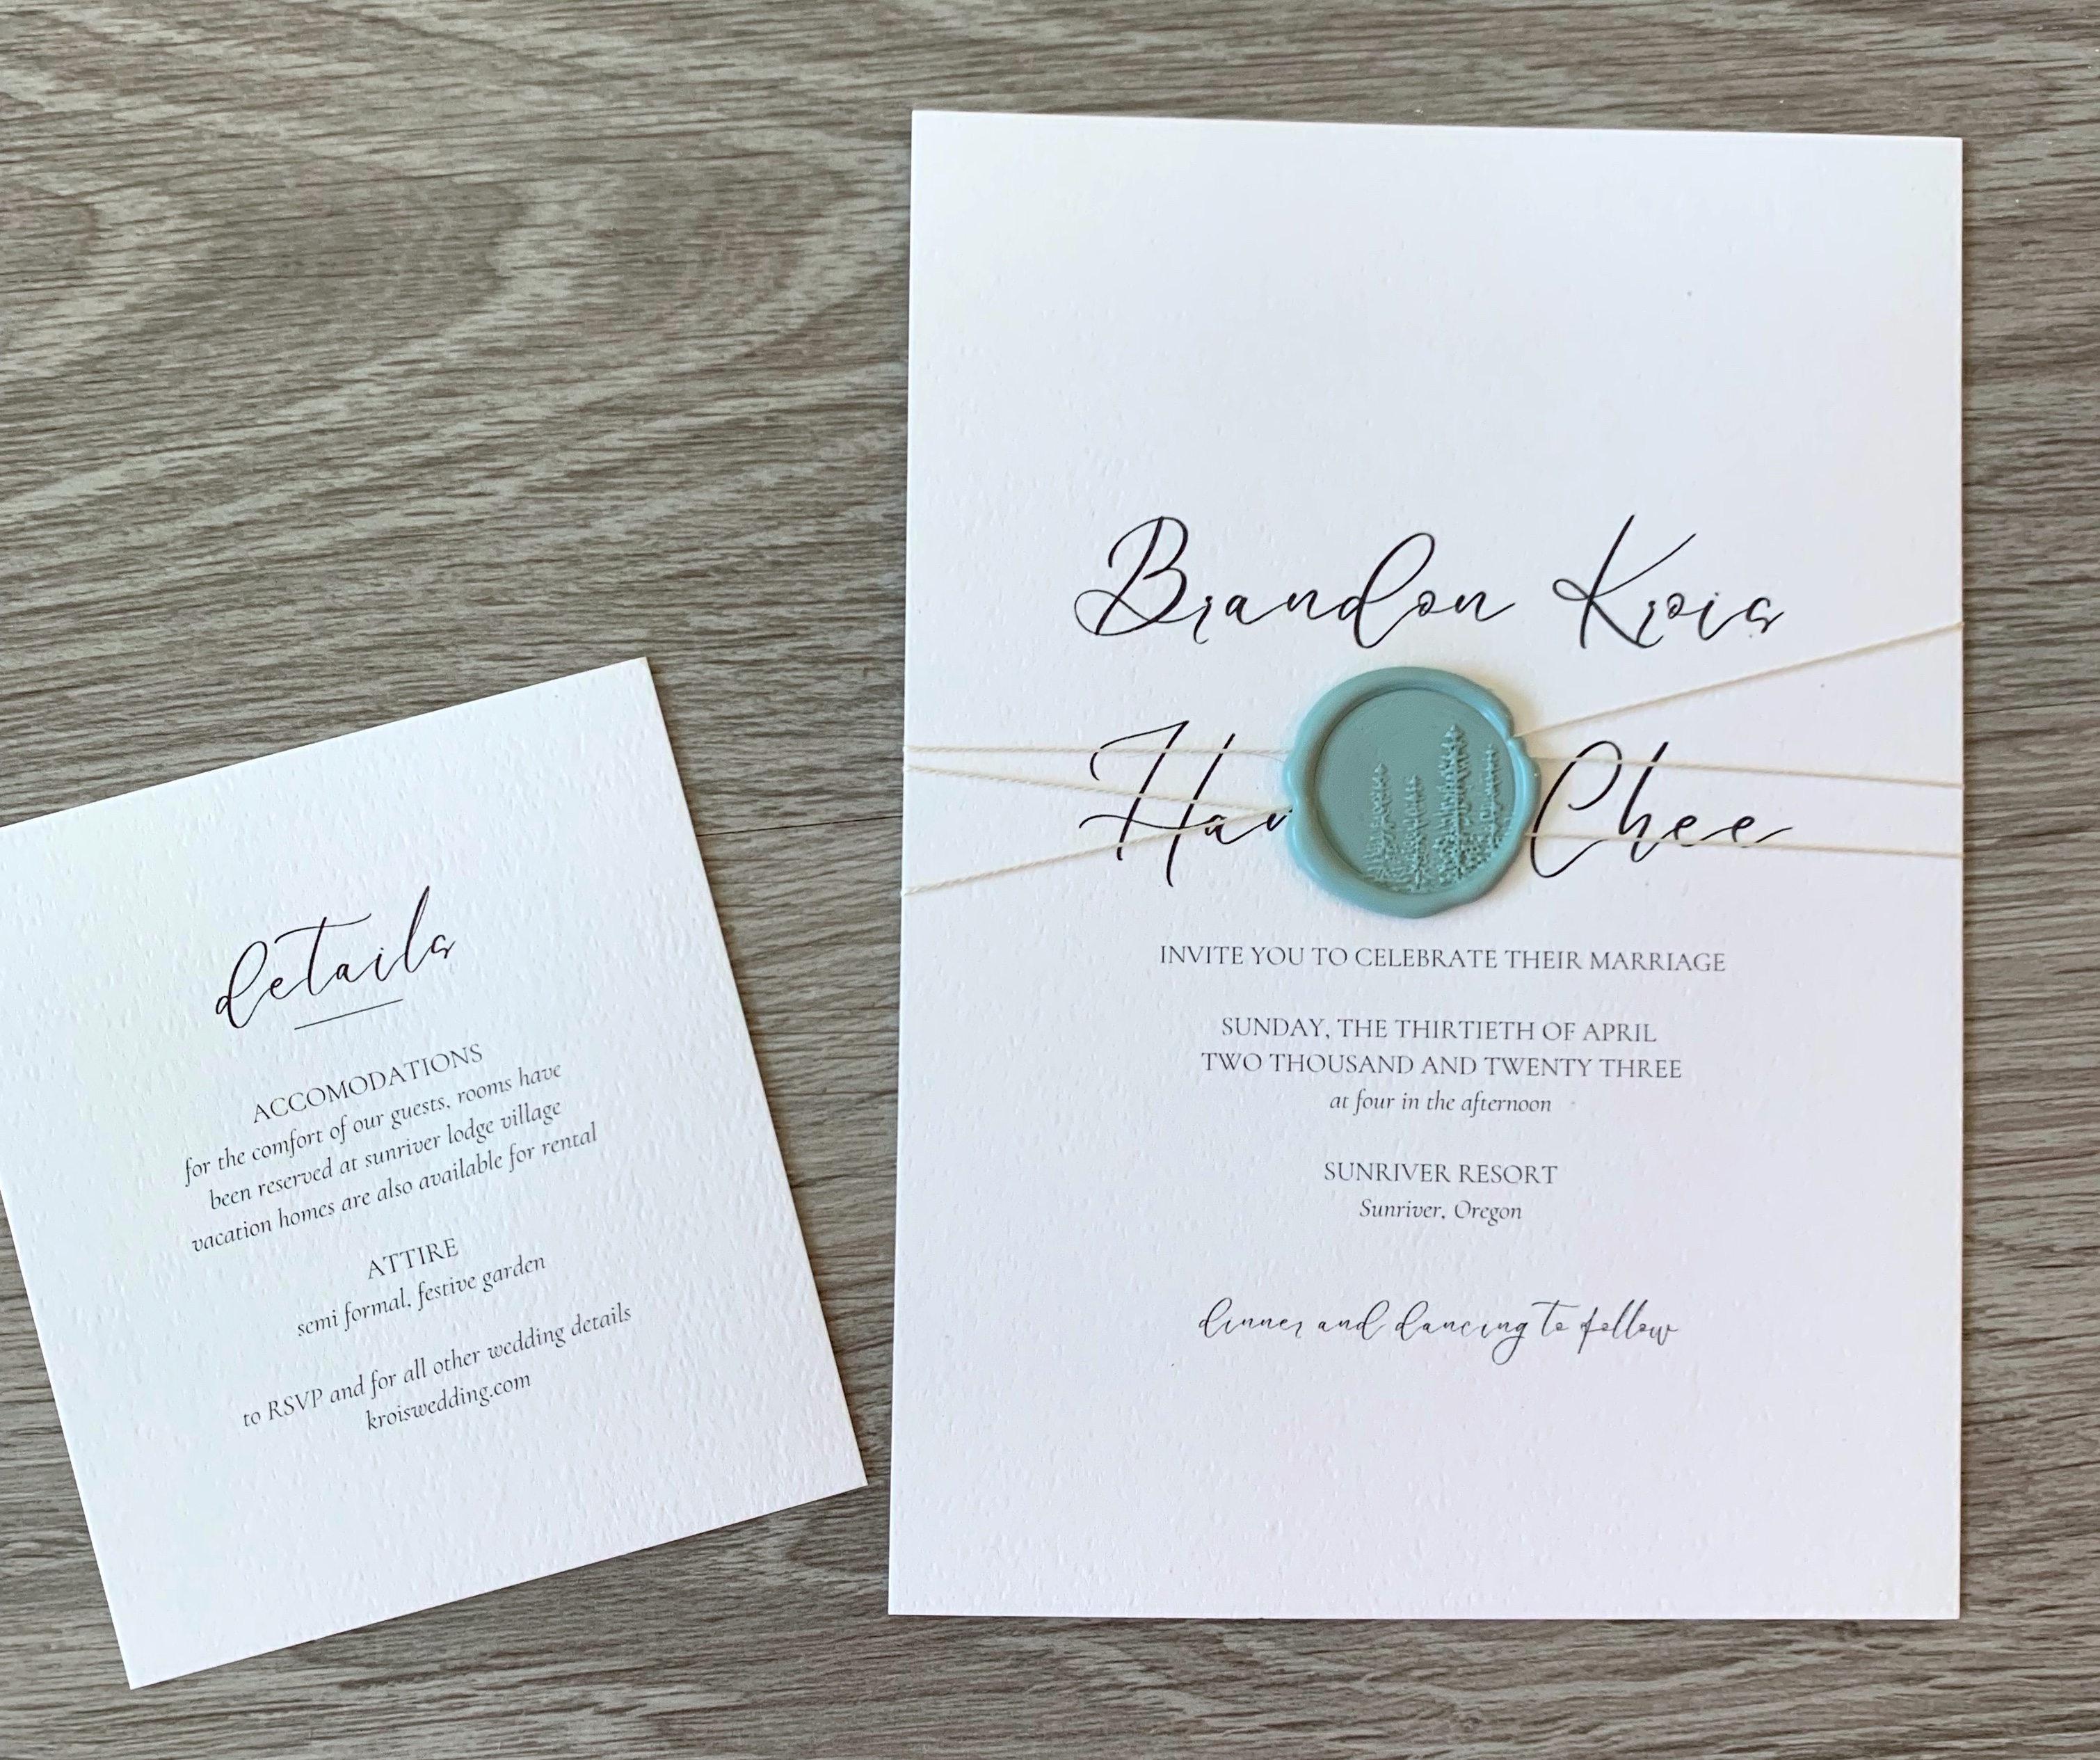 details
ACCOMODATIONS
for the comfort of our guests, rooms have
been reserved at sunriver lodge village
vacation homes are also available for rental
ATTIRE
semi formal, festive garden
to RSVP and for all other wedding details
kroiswedding.com
Brandon Krois
Chee
INVITE YOU TO CELEBRATE THEIR MARRIAGE
SUNDAY, THE THIRTIETH OF APRIL
TWO THOUSAND AND TWENTY THREE
at four in the afternoon
SUNRIVER RESORT
Sunriver, Oregon
dinner and dancing to follow